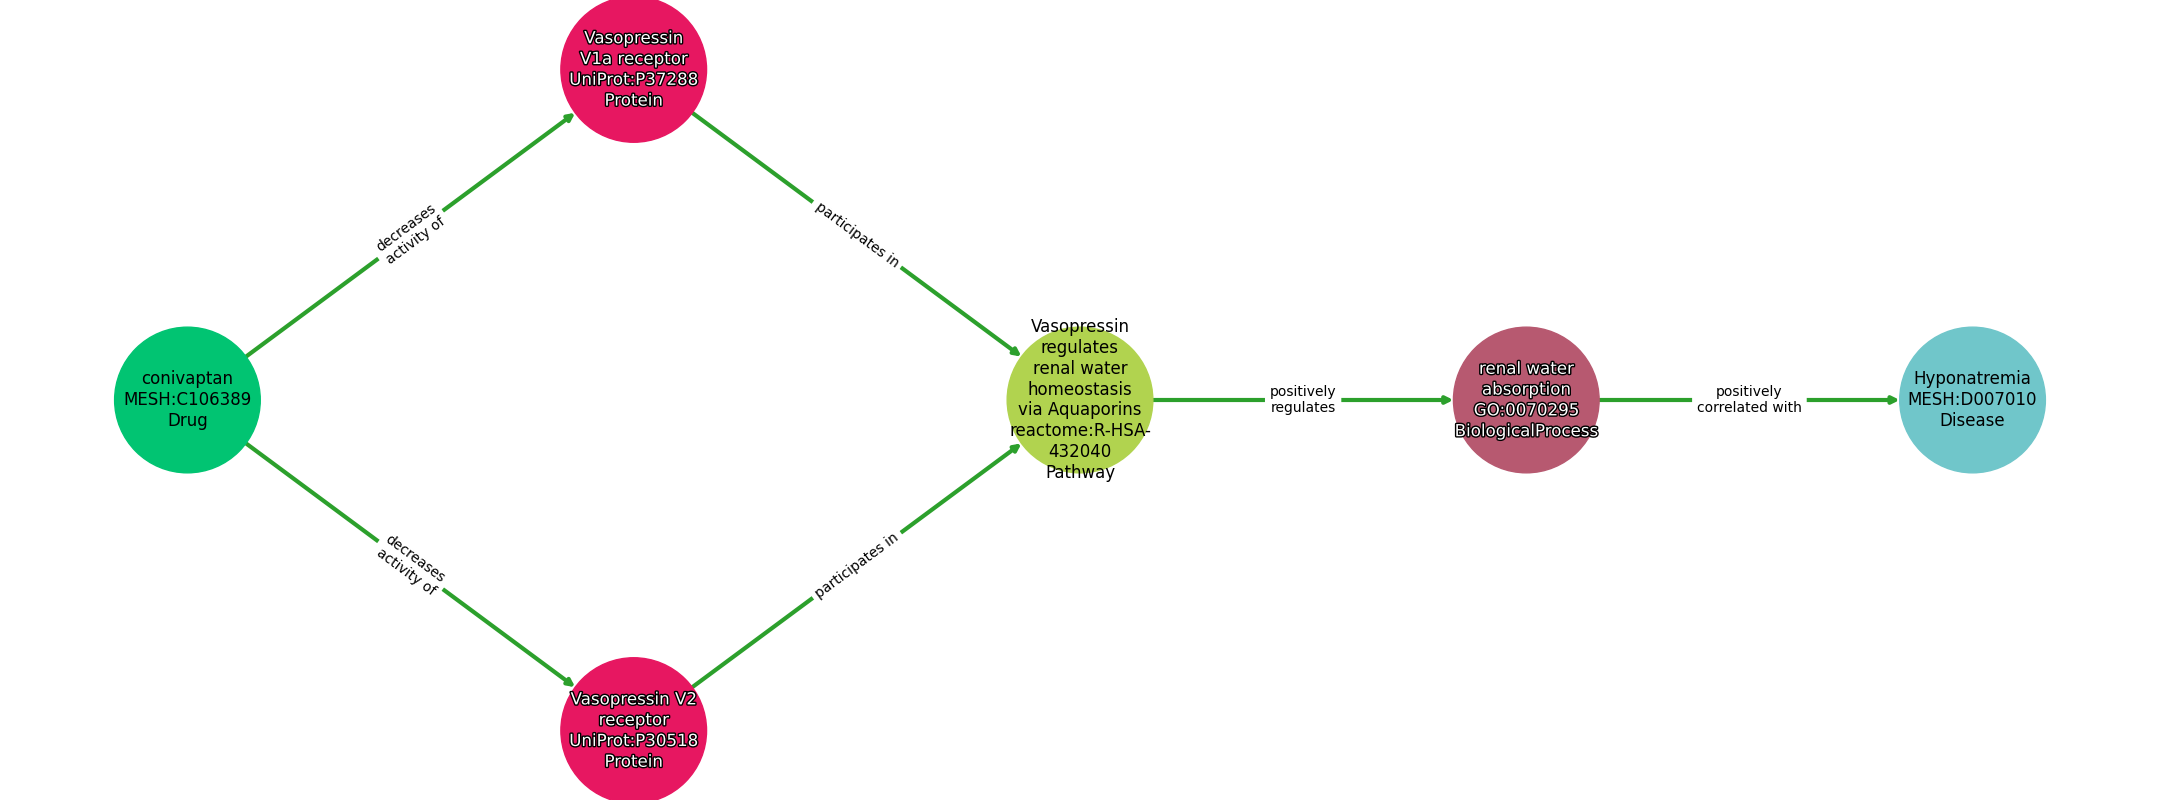 Vasopressin
V1a receptor
UniProt:P37288
Protein
decreases
activity of
participates in
conivaptan
MESH:C106389
Drug
Vasopressin
regulates
renal water
homeostasis
via Aquaporins
reactome:R-HSA-
432040
Pathway
positively
regulates
renal water
absorption
GO:0070295
BiologicalProcess
positively
correlated with
Hyponatremia
MESH:D007010
Disease
decreases
activity of
participates in
Vasopressin V2
receptor
UniProt:P30518
Protein